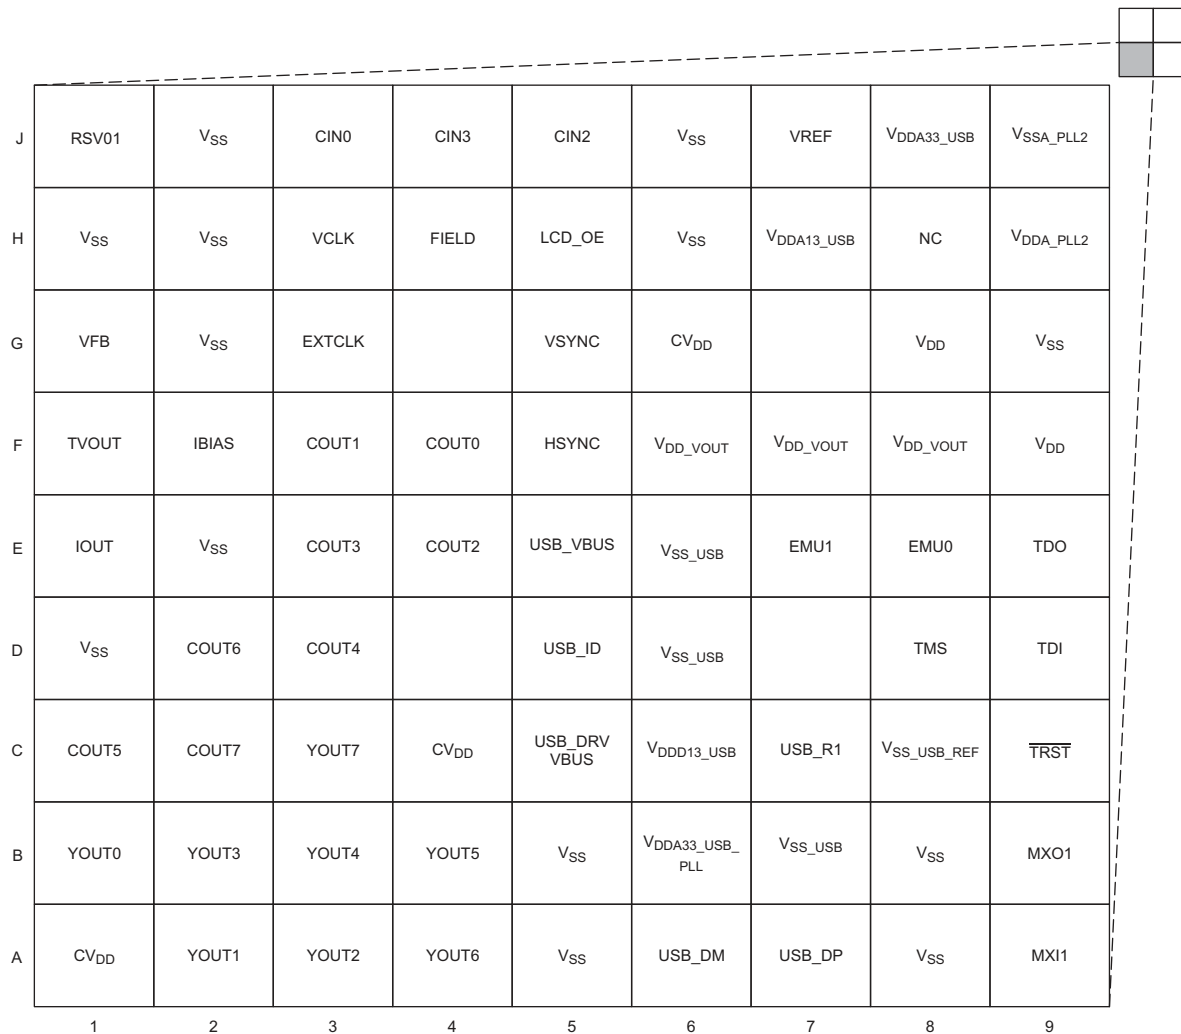 J RSV01 VSS CIN0 CIN3 CIN2 VSS VREF VDDA33_USB VSSA_PLL2
H VSS VSS VCLK FIELD LCD_OE VSS VDDA13_USB NC VDDA_PLL2
G VFB VSS EXTCLK VSYNC CVDD VDD VSS
F TVOUT IBIAS COUT1 COUT0 HSYNC VDD_VOUT VDD_VOUT VDD_VOUT VDD
E IOUT VSS COUT3 COUT2 USB_VBUS VSS_USB EMU1 EMU0 TDO
D VSS COUT6 COUT4 USB_ID VSS_USB TMS TDI
C COUT5 COUT7 YOUT7 CVDD USB_DRV
VBUS VDDD13_USB USB_R1 VSS_USB_REF T̅R̅S̅T̅
B YOUT0 YOUT3 YOUT4 YOUT5 VSS VDDA33_USB_
PLL VSS_USB VSS MXO1
A CVDD YOUT1 YOUT2 YOUT6 VSS USB_DM USB_DP VSS MXI1
1 2 3 4 5 6 7 8 9